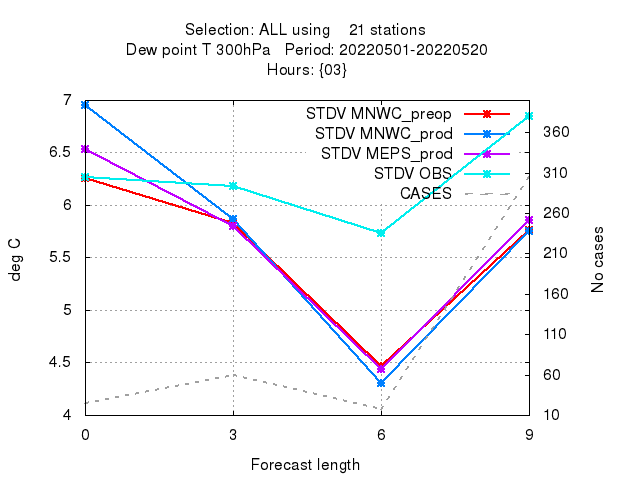 Selection: ALL using    21 stations
Dew point T 300hPa   Period: 20220501-20220520
Hours: {03}
STDV MNWC_preop
STDV MNWC_prod
STDV MEPS_prod
STDV OBS
CASES
deg C
7
6.5
6
5.5
5
4.5
4
360
310
260
210
160
110
60
10
No cases
0 3 6 9
Forecast length